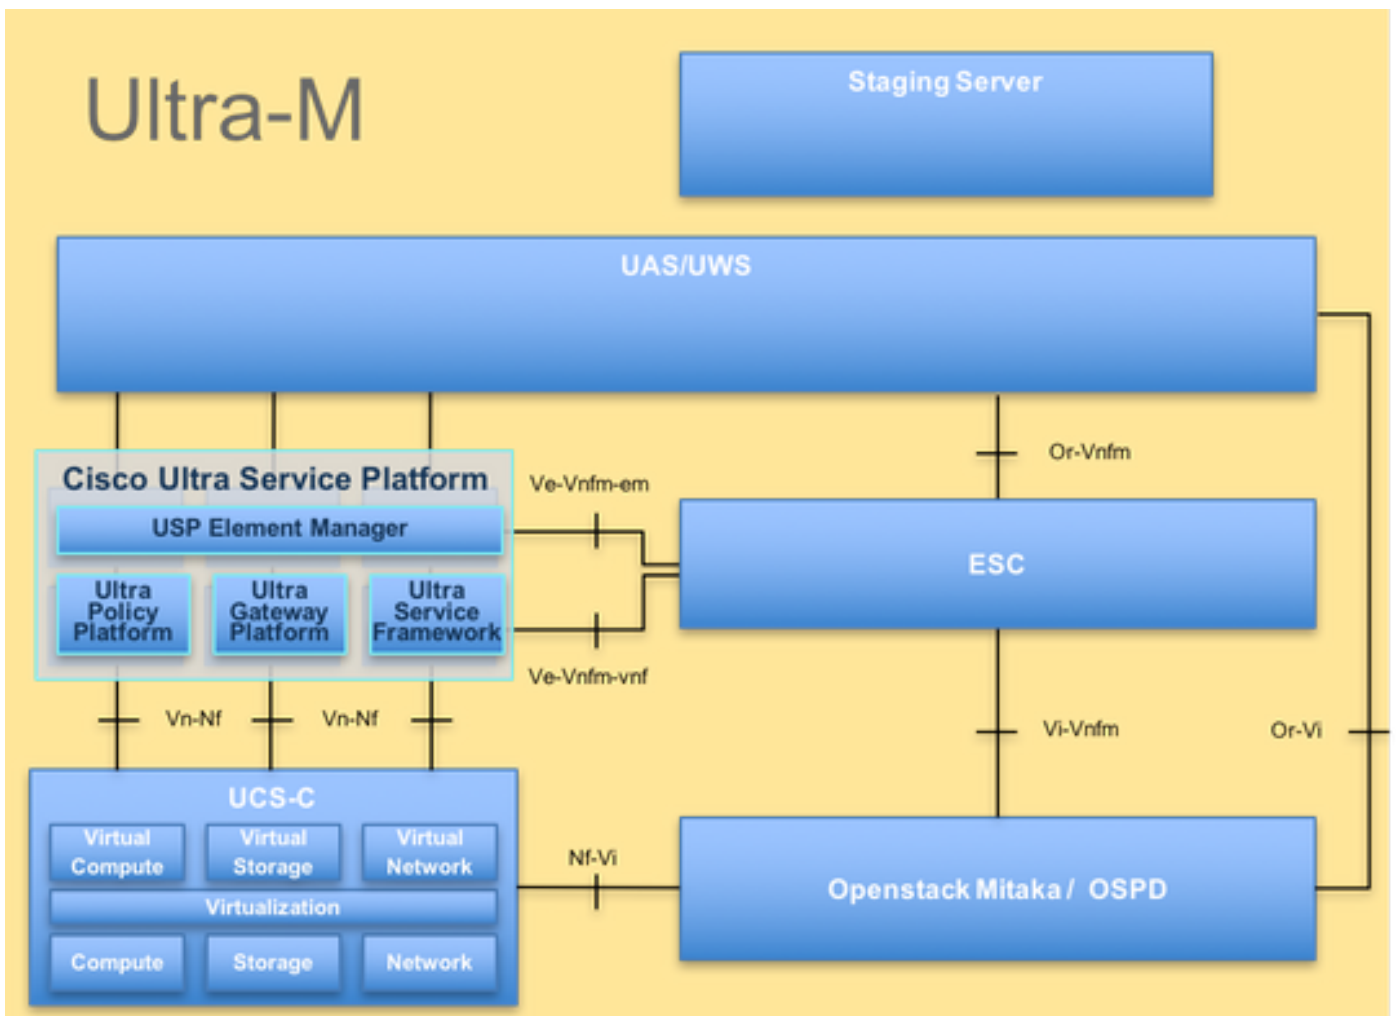 Ultra-M
Staging Server
UAS/UWS
Or-Vnfm
Cisco Ultra Service Platform
Ve-Vnfm-em
USP Element Manager
ESC
Ultra
Policy
Platform
Ultra
Gateway
Platform
Ultra
Service
Framework
Ve-Vnfm-vnf
Vn-Nf
Vn-Nf
Vi-Vnfm
Or-Vi
UCS-C
Virtual
Compute
Virtual
Storage
Virtual
Network
Nf-Vi
Openstack Mitaka / OSPD
Virtualization
Compute
Storage
Network